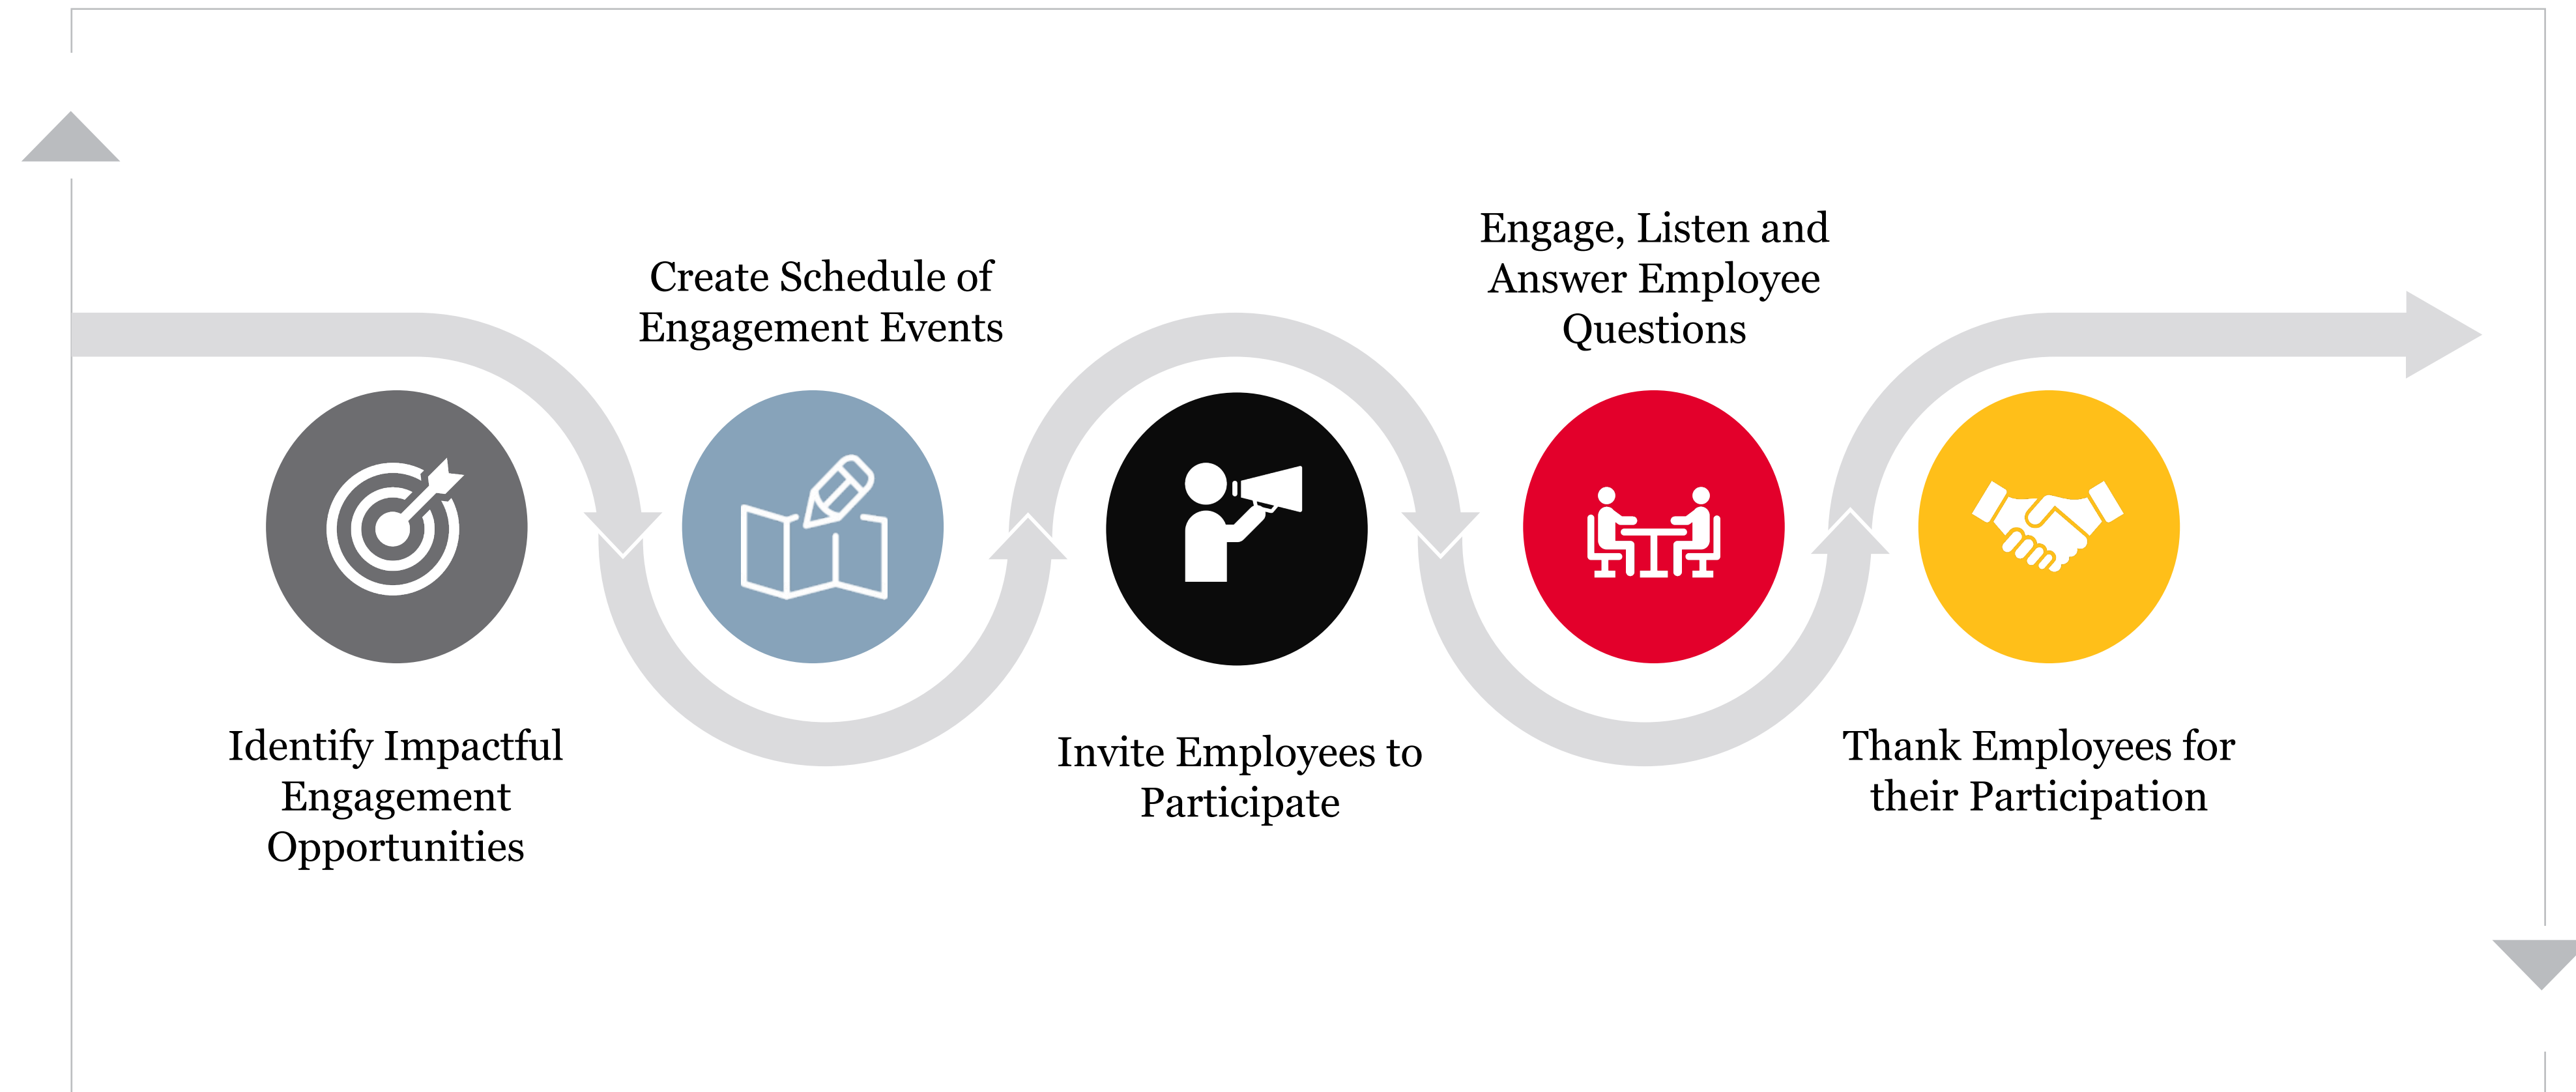 Identify Impactful
Engagement
Opportunities
Create Schedule of
Engagement Events
Invite Employees to
Participate
Engage, Listen and
Answer Employee
Questions
Thank Employees for
their Participation